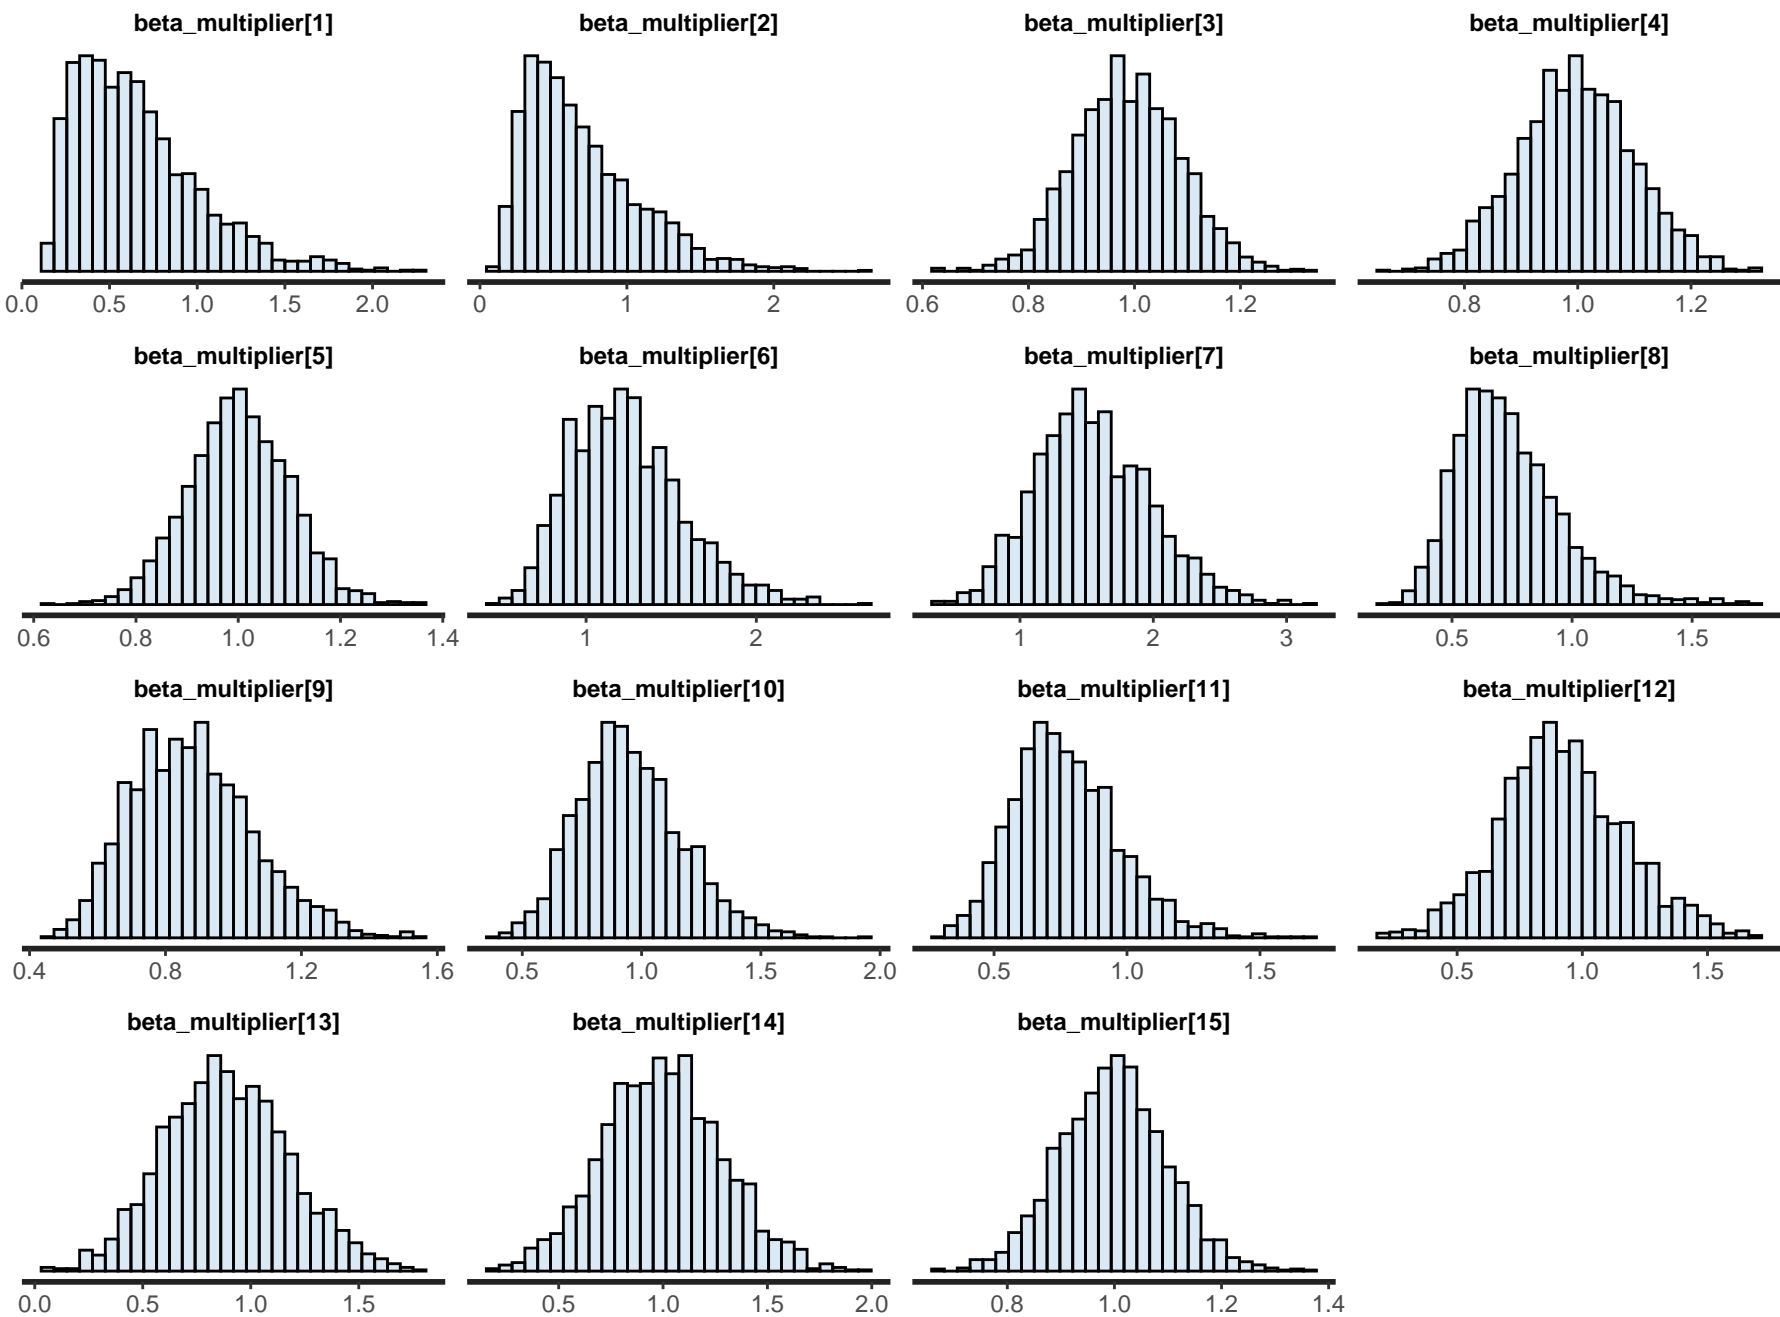 beta_multiplier[1] beta_multiplier[2] beta_multiplier[3] beta_multiplier[4]
0.0 0.5 1.0 1.5 2.0 0 1 2 0.6 0.8 1.0 1.2 0.8 1.0 1.2
beta_multiplier[5] beta_multiplier[6] beta_multiplier[7] beta_multiplier[8]
0.6 0.8 1.0 1.2 1.4 1 2 1 2 3 0.5 1.0 1.5
beta_multiplier[9] beta_multiplier[10] beta_multiplier[11] beta_multiplier[12]
0.4 0.8 1.2 1.6 0.5 1.0 1.5 2.0 0.5 1.0 1.5 0.5 1.0 1.5
beta_multiplier[13] beta_multiplier[14] beta_multiplier[15]
0.0 0.5 1.0 1.5 0.5 1.0 1.5 2.0 0.8 1.0 1.2 1.4